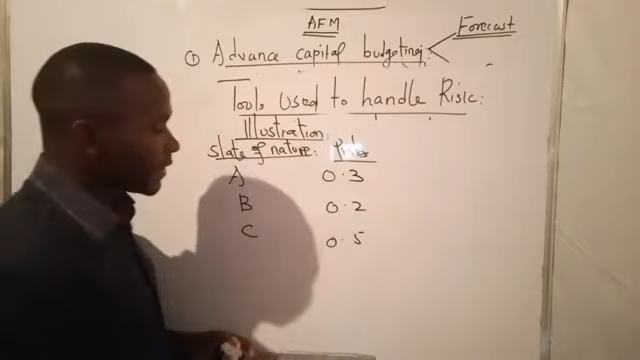 AFM
Forecast
① Advance capital budgeting
Tools Used to handle Risk:
Illustration:
State of nature:
A 0.3
B 0.2
C 0.5